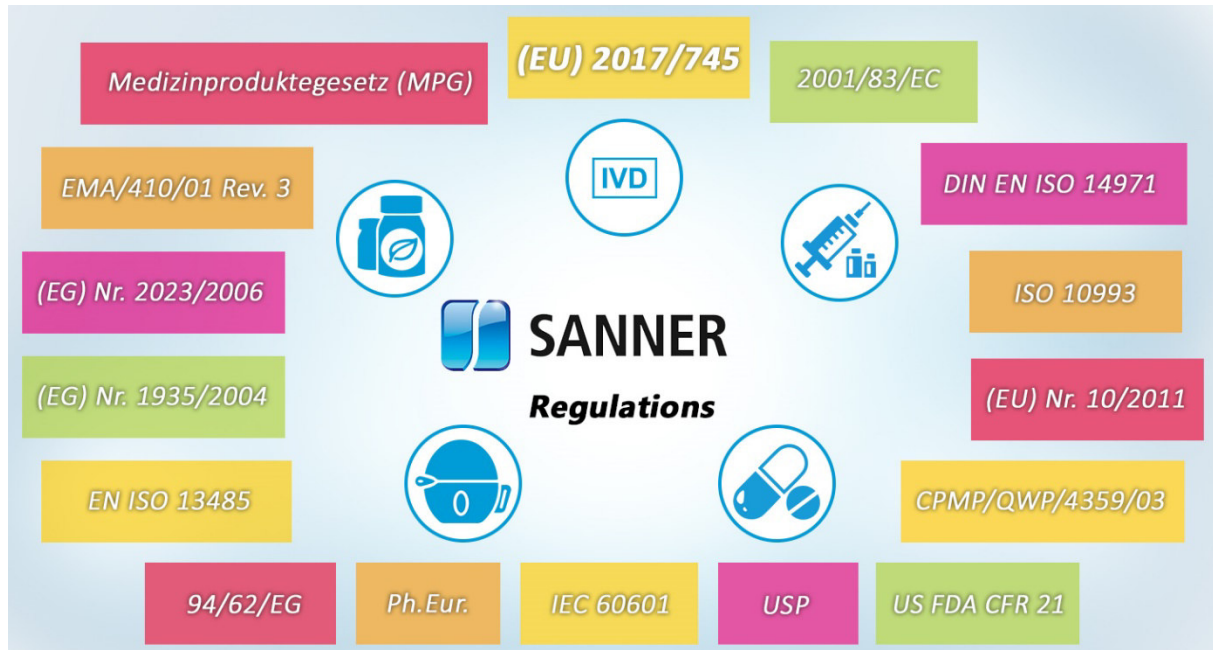 (EU) 2017/745
Medizinproduktegesetz (MPG)
2001/83/EC
EMA/410/01 Rev. 3
IVD
DIN EN ISO 14971
(EG) Nr. 2023/2006
ISO 10993
SANNER
Regulations
(EG) Nr. 1935/2004
(EU) Nr. 10/2011
EN ISO 13485
CPMP/QWP/4359/03
94/62/EG
Ph.Eur.
IEC 60601
USP
US FDA CFR 21